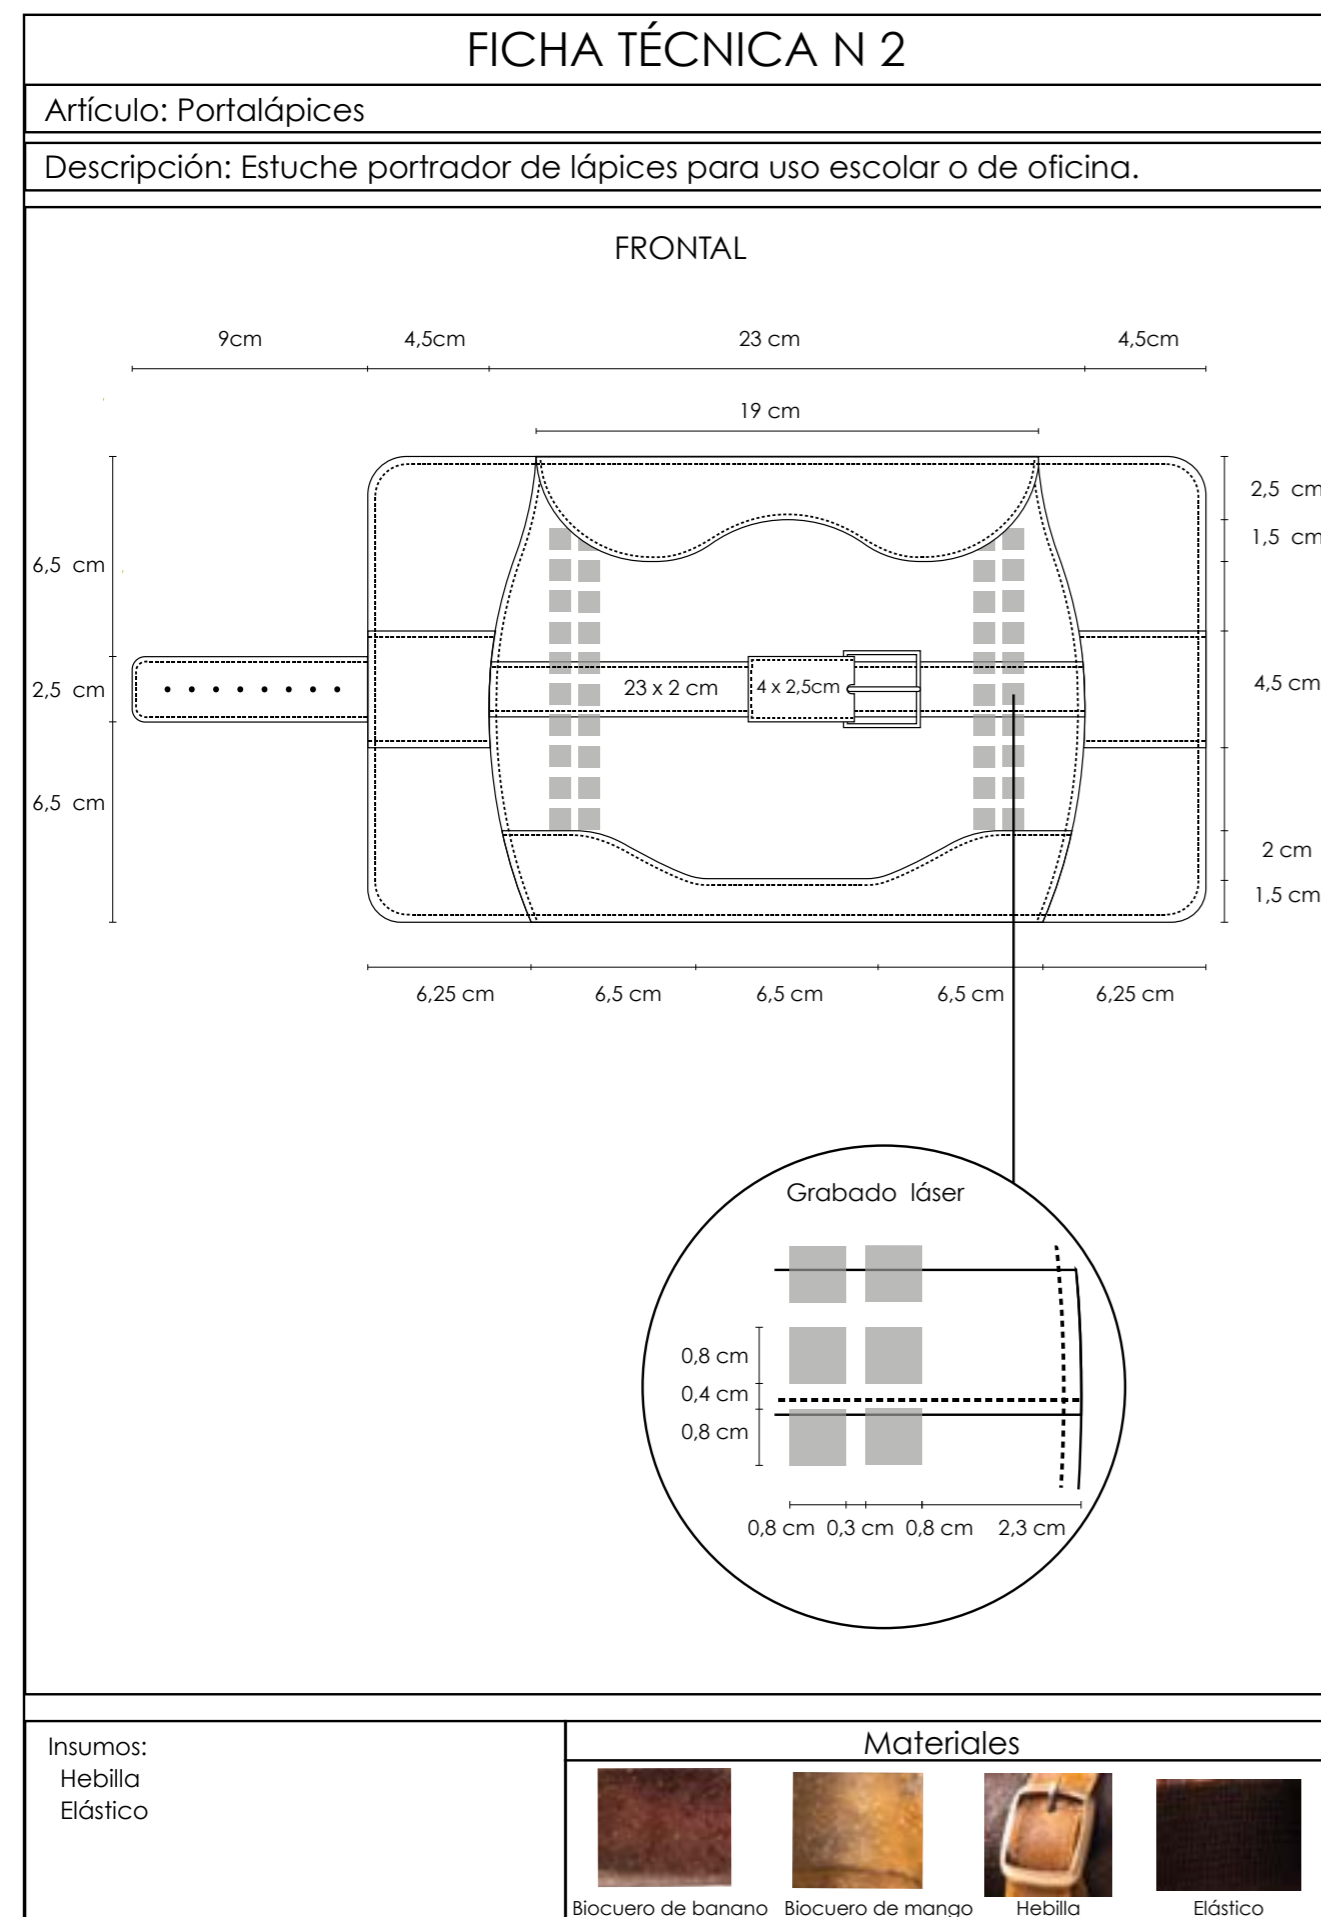 FICHA TÉCNICA N 2
Artículo: Portalápices
Descripción: Estuche portrador de lápices para uso escolar o de oficina.
FRONTAL
9cm 4,5cm 23 cm 4,5cm
19 cm
2,5 cm
1,5 cm
6,5 cm
2,5 cm
23 x 2 cm
4 x 2,5cm
4,5 cm
6,5 cm
2 cm
1,5 cm
6,25 cm 6,5 cm 6,5 cm 6,5 cm 6,25 cm
Grabado láser
0,8 cm
0,4 cm
0,8 cm
0,8 cm 0,3 cm 0,8 cm 2,3 cm
Insumos:
Hebilla
Elástico
Materiales
Biocuero de banano Biocuero de mango Hebilla Elástico